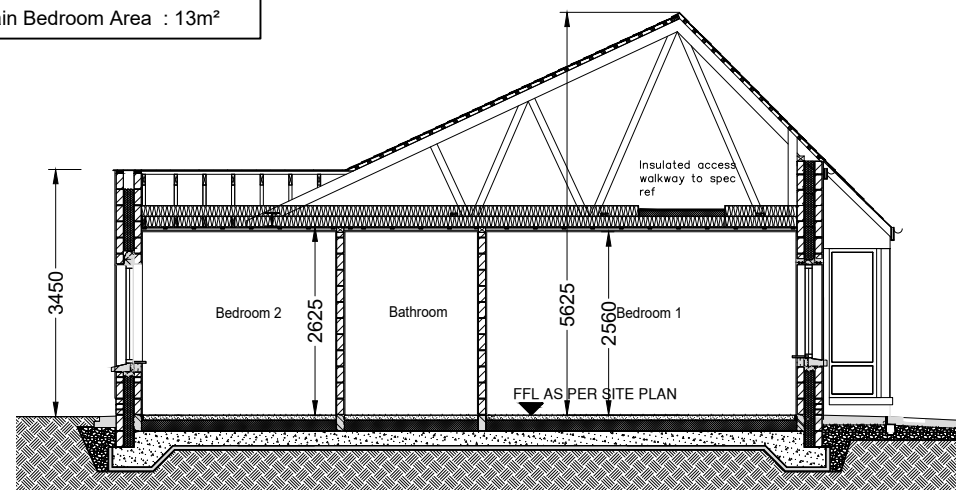 ain Bedroom Area : 13m²
Insulated access
walkway to spec
ref
3450
Bedroom 2
2625
Bathroom
5625
2560
Bedroom 1
FFL AS PER SITE PLAN